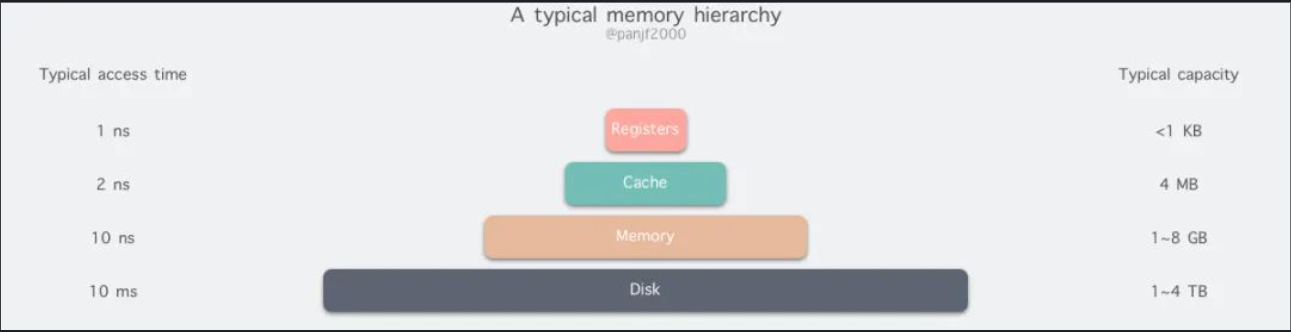 A typical memory hierarchy
@panjf2000
Typical access time Typical capacity
1 ns Registers <1 KB
2 ns Cache 4 MB
10 ns Memory 1~8 GB
10 ms Disk 1~4 TB